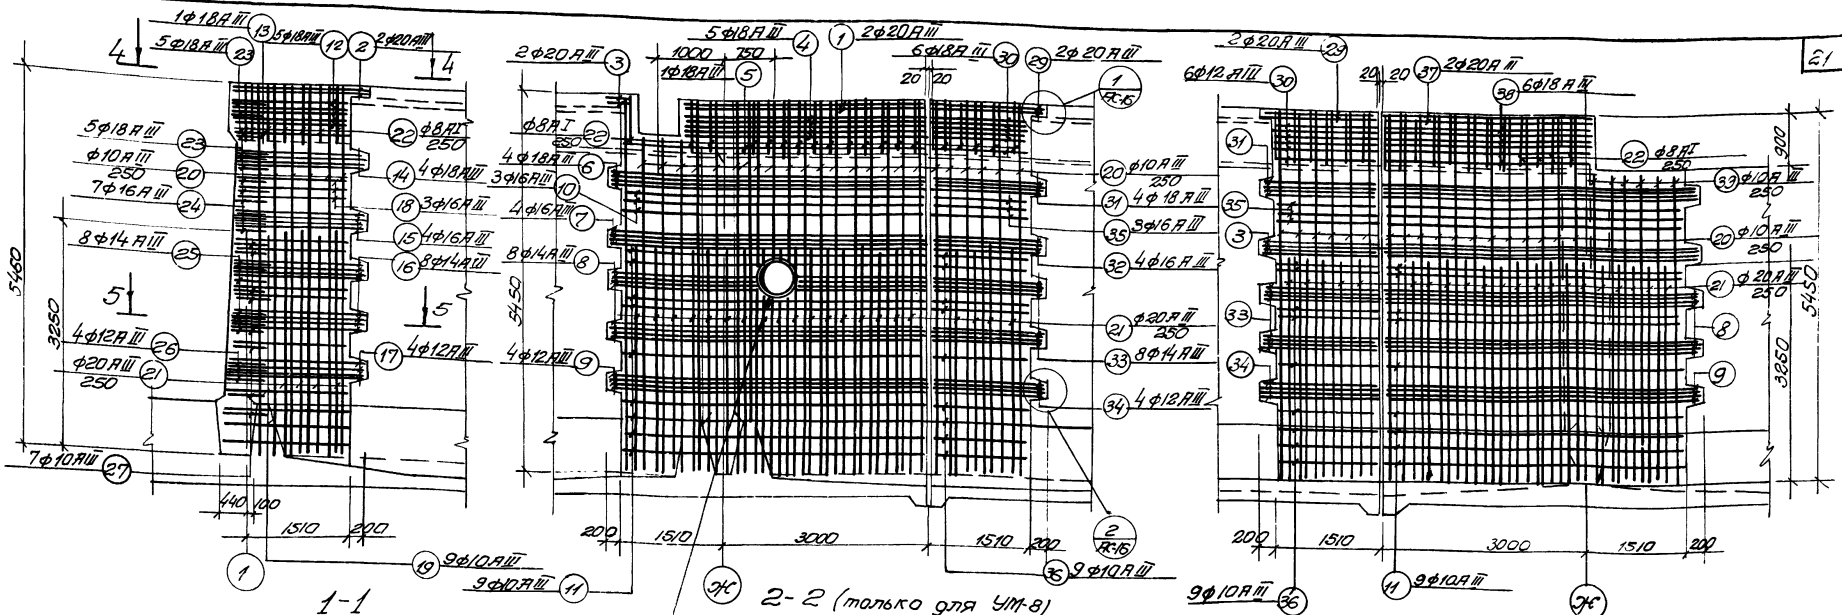 21
1Ф18АIII 13 5Ф18АIII 12 2 2Ф20АIII
4 5Ф18АIII 23 4
5Ф18АIII 23
22 Ф8АI 250
Ф10АIII 250 20
14 4Ф18АIII
7Ф16АIII 24
18 3Ф16АIII
15 4Ф16АIII
8Ф14АIII 25
16 8Ф14АIII
5 5
5460
3250
4Ф12АIII 26
17 4Ф12АIII
Ф20АIII 250 21
7Ф10АIII 27
440 100
1510 200
1
19 9Ф10АIII
1-1
5Ф18АIII 4 1 2Ф20АIII
2Ф20АIII 3 1000 750
6Ф18АIII 30 29 2Ф20АIII
1Ф18АIII 5 20 20
1 АС-16
Ф8АI 250 22
4Ф18АIII 6
20 Ф10АIII 250
3Ф16АIII 10
31 4Ф18АIII
4Ф16АIII 7
35 3Ф16АIII
8Ф14АIII 8
32 4Ф16АIII
5450
21 Ф20АIII 250
4Ф12АIII 9
33 8Ф14АIII
34 4Ф12АIII
2 АС-16
200 1510 3000 1510 200
9Ф10АIII 11
Ж
36 9Ф10АIII
2-2 (только для УМ-8)
2Ф20АIII 29
6Ф12АIII 30 20 20 37 2Ф20АIII
38 6Ф18АIII
31
22 Ф8АI 250
900
33 Ф10АIII 250
35
3
20 Ф10АIII 250
21 Ф20АIII 250
5450
33
8
3250
34
9
200 1510 3000 1510 200
9Ф10АIII 36
11 9Ф10АIII
Ж